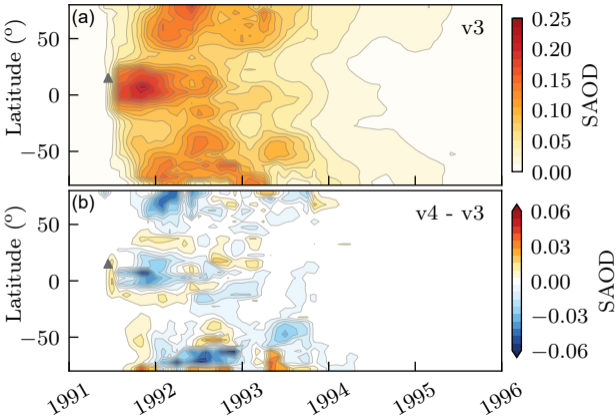 (a)
v3
Latitude (°)
50
0
−50
0.25
0.20
0.15
0.10
0.05
0.00
SAOD
(b)
v4 - v3
Latitude (°)
50
0
−50
0.06
0.03
0.00
−0.03
−0.06
SAOD
1991
1992
1993
1994
1995
1996